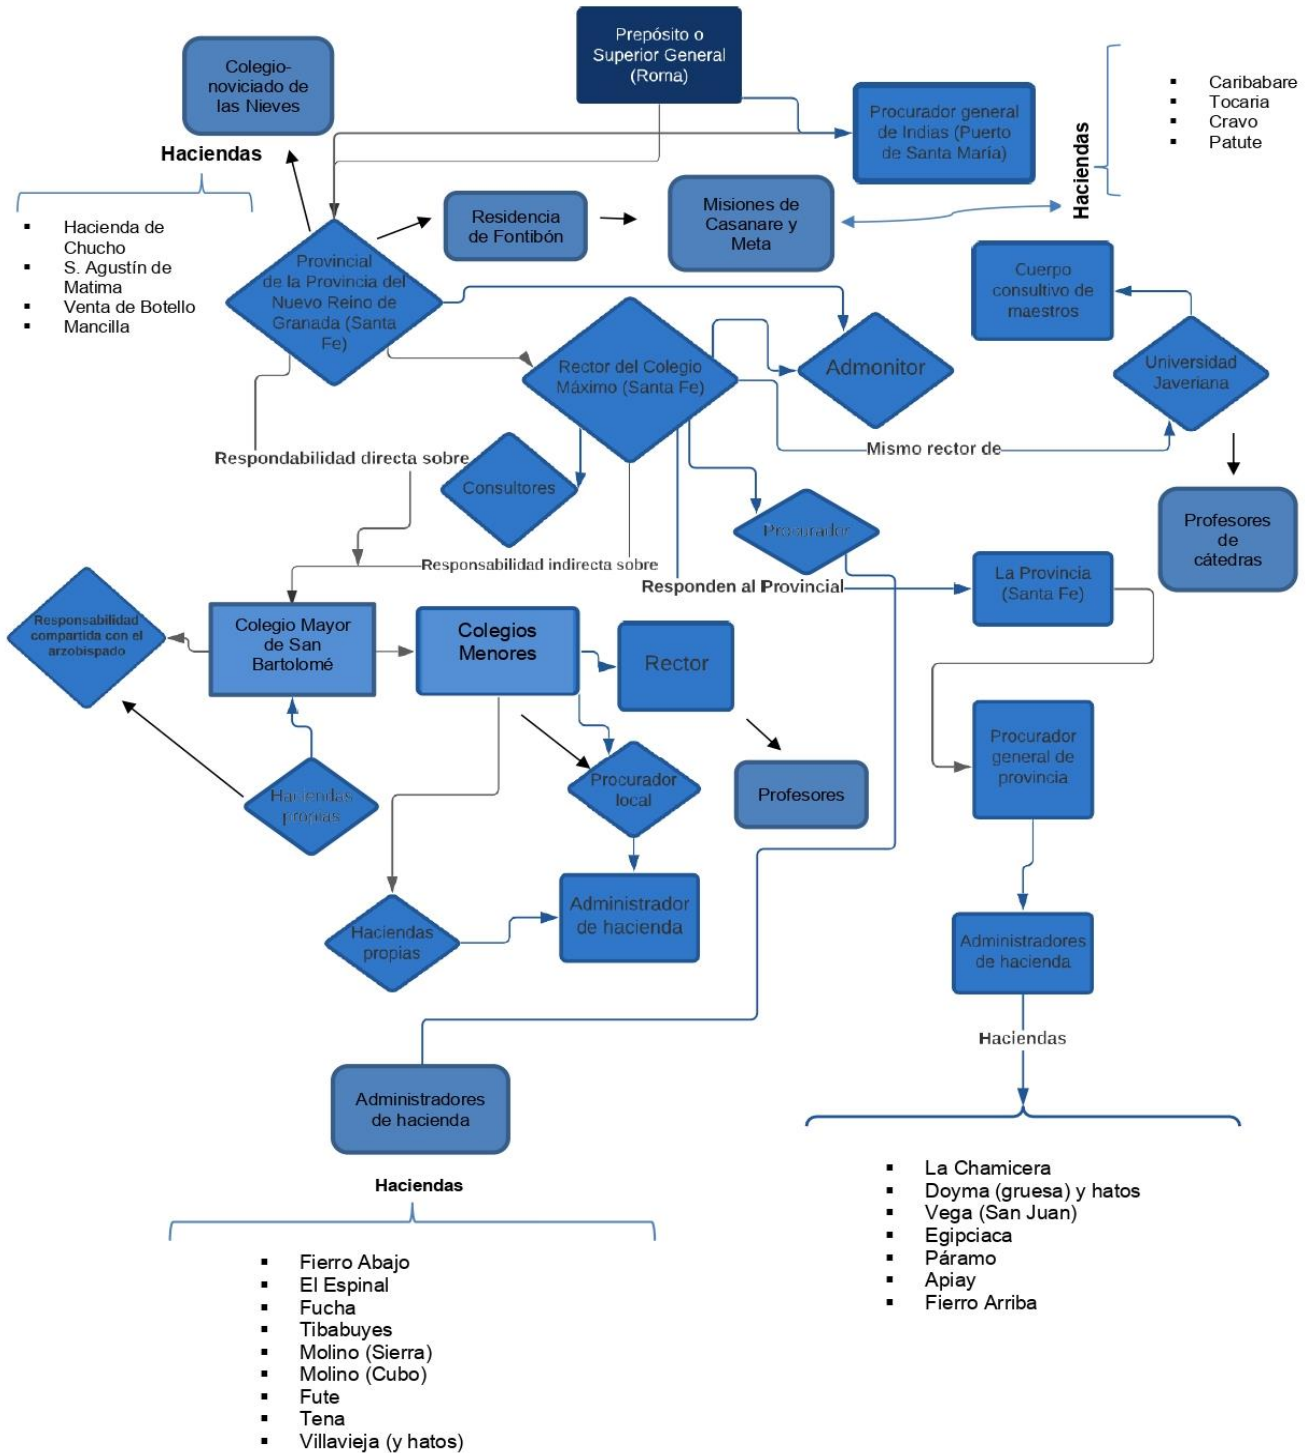 Prepósito o
Superior General
(Roma)
Colegio-
noviciado de
las Nieves
Procurador general
de Indias (Puerto
de Santa María)
Haciendas
▪ Caribabare
▪ Tocaria
▪ Cravo
▪ Patute
Haciendas
▪ Hacienda de
Chucho
▪ S. Agustín de
Matima
▪ Venta de Botello
▪ Mancilla
Residencia
de Fontibón
Misiones de
Casanare y
Meta
Provincial
de la Provincia del
Nuevo Reino de
Granada (Santa
Fe)
Cuerpo
consultivo de
maestros
Rector del Colegio
Máximo (Santa Fe)
Admonitor
Universidad
Javeriana
Mismo rector de
Respondabilidad directa sobre
Consultores
Procurador
Profesores
de
cátedras
Responsabilidad indirecta sobre
Responden al Provincial
La Provincia
(Santa Fe)
Responsabilidad
compartida con el
arzobispado
Colegio Mayor
de San
Bartolomé
Colegios
Menores
Rector
Procurador
general de
provincia
Haciendas
propias
Procurador
local
Profesores
Haciendas
propias
Administrador
de hacienda
Administradores
de hacienda
Haciendas
Administradores
de hacienda
▪ La Chamicera
▪ Doyma (gruesa) y hatos
▪ Vega (San Juan)
▪ Egipciaca
▪ Páramo
▪ Apiay
▪ Fierro Arriba
Haciendas
▪ Fierro Abajo
▪ El Espinal
▪ Fucha
▪ Tibabuyes
▪ Molino (Sierra)
▪ Molino (Cubo)
▪ Fute
▪ Tena
▪ Villavieja (y hatos)